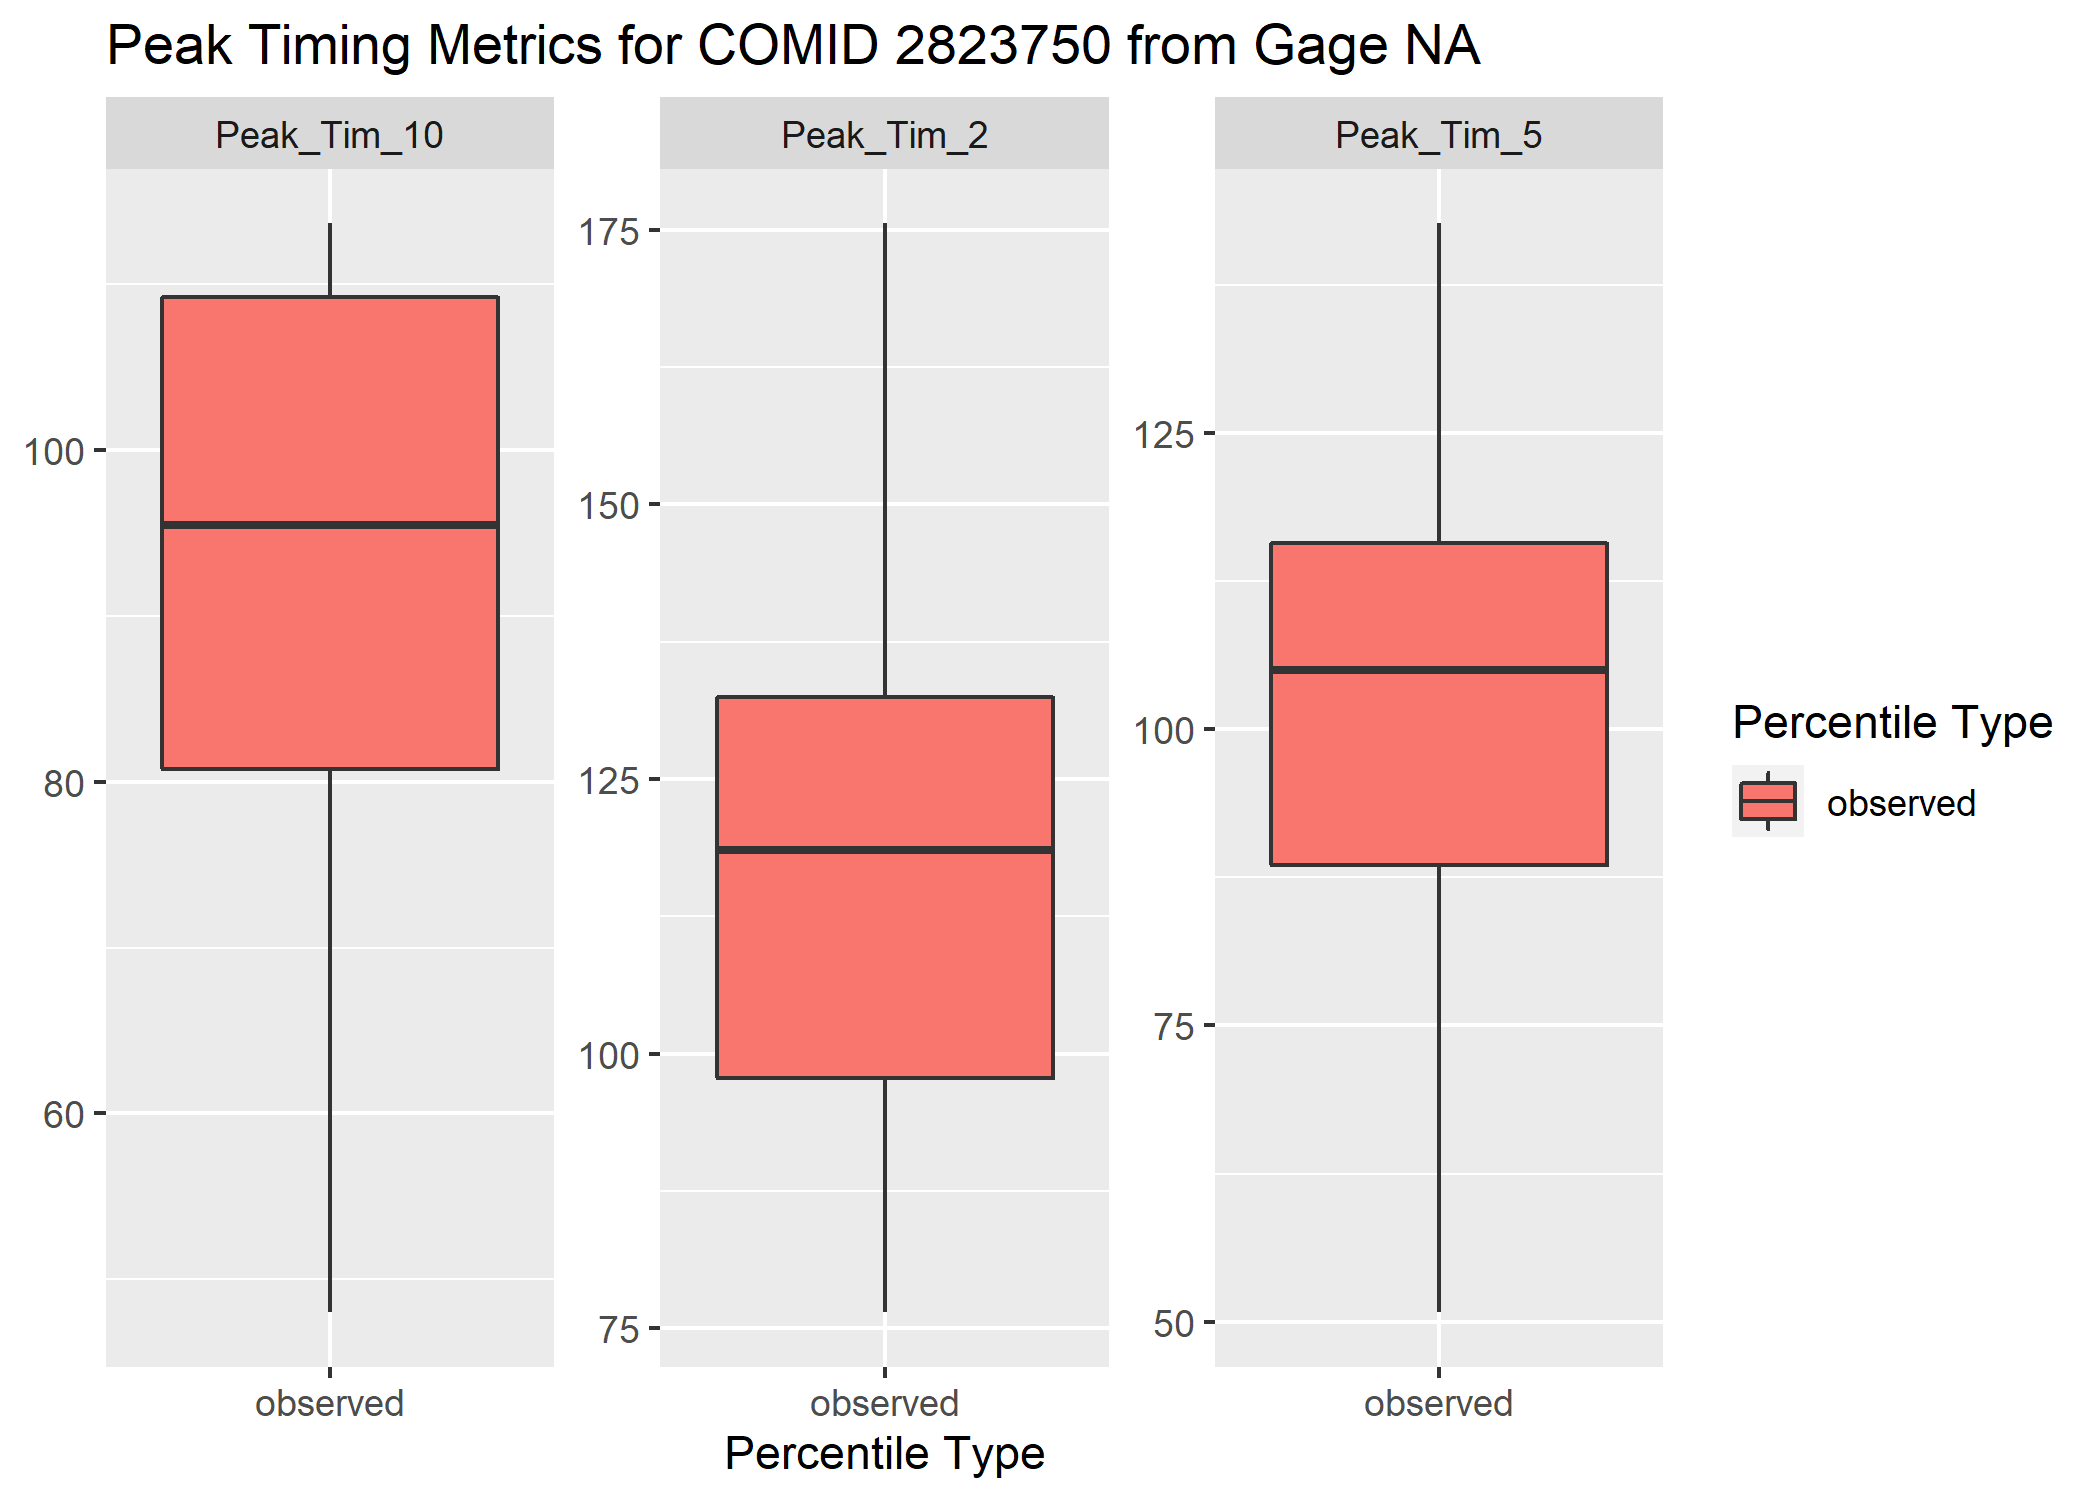 Peak Timing Metrics for COMID 2823750 from Gage NA
Peak_Tim_10
Peak_Tim_2
Peak_Tim_5
100
80
60
175
150
125
100
75
125
100
75
50
observed
observed
observed
Percentile Type
Percentile Type
observed